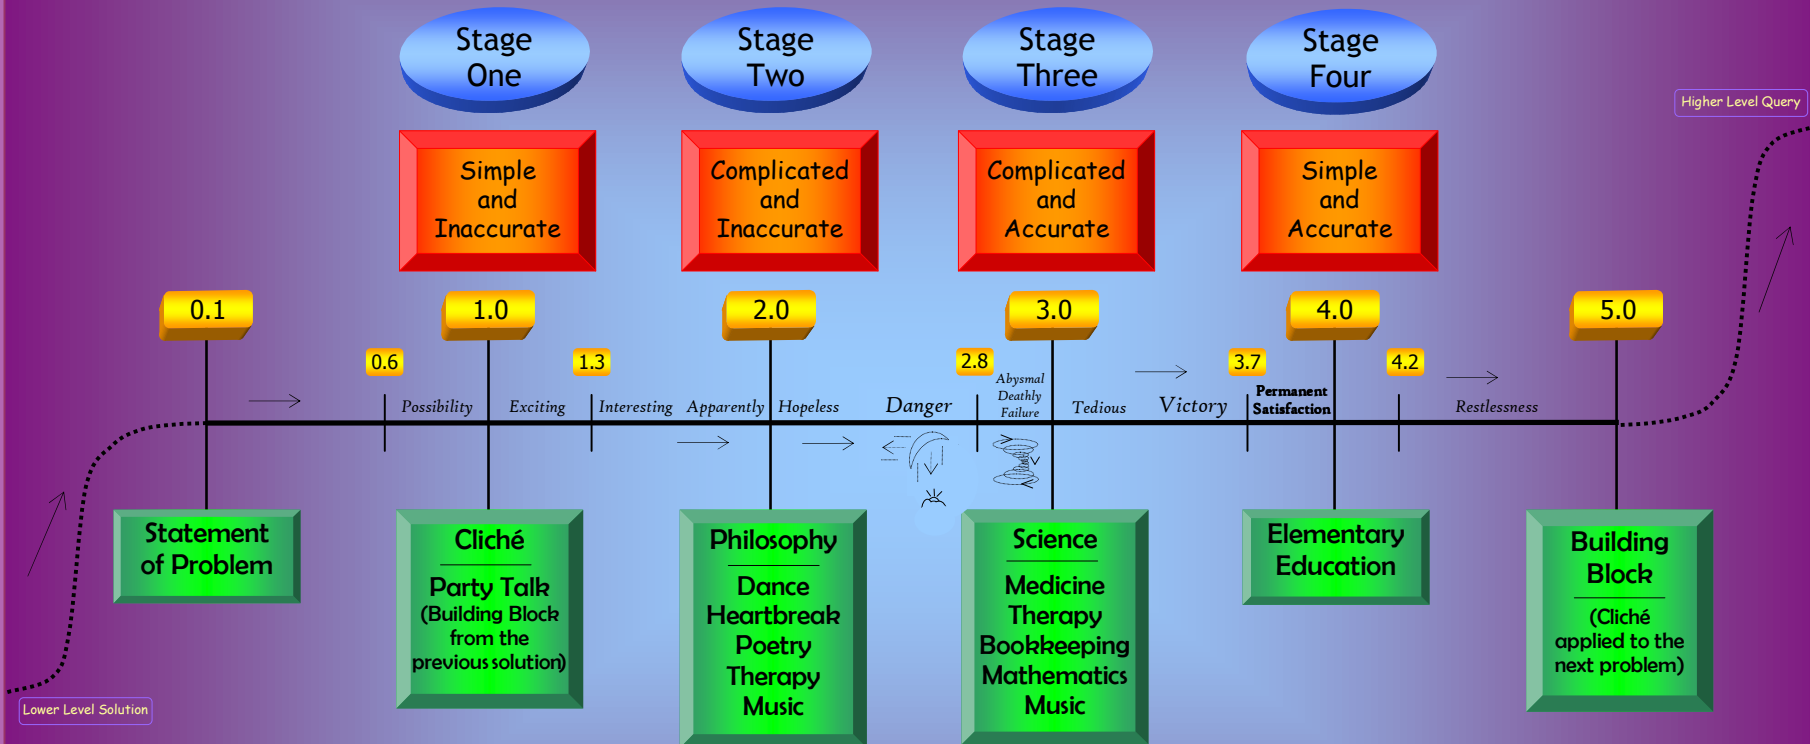 Stage
One
Stage
Two
Stage
Three
Stage
Four
Higher Level Query
Simple
and
Inaccurate
Complicated
and
Inaccurate
Complicated
and
Accurate
Simple
and
Accurate
0.1
1.0
2.0
3.0
4.0
5.0
0.6
1.3
2.8
3.7
4.2
Possibility
Exciting
Interesting
Apparently
Hopeless
Danger
Abysmal
Deathly
Failure
Tedious
Victory
Permanent
Satisfaction
Restlessness
Statement
of Problem
Cliché
Party Talk
(Building Block
from the
previous solution)
Philosophy
Dance
Heartbreak
Poetry
Therapy
Music
Science
Medicine
Therapy
Bookkeeping
Mathematics
Music
Elementary
Education
Building
Block
(Cliché
applied to the
next problem)
Lower Level Solution